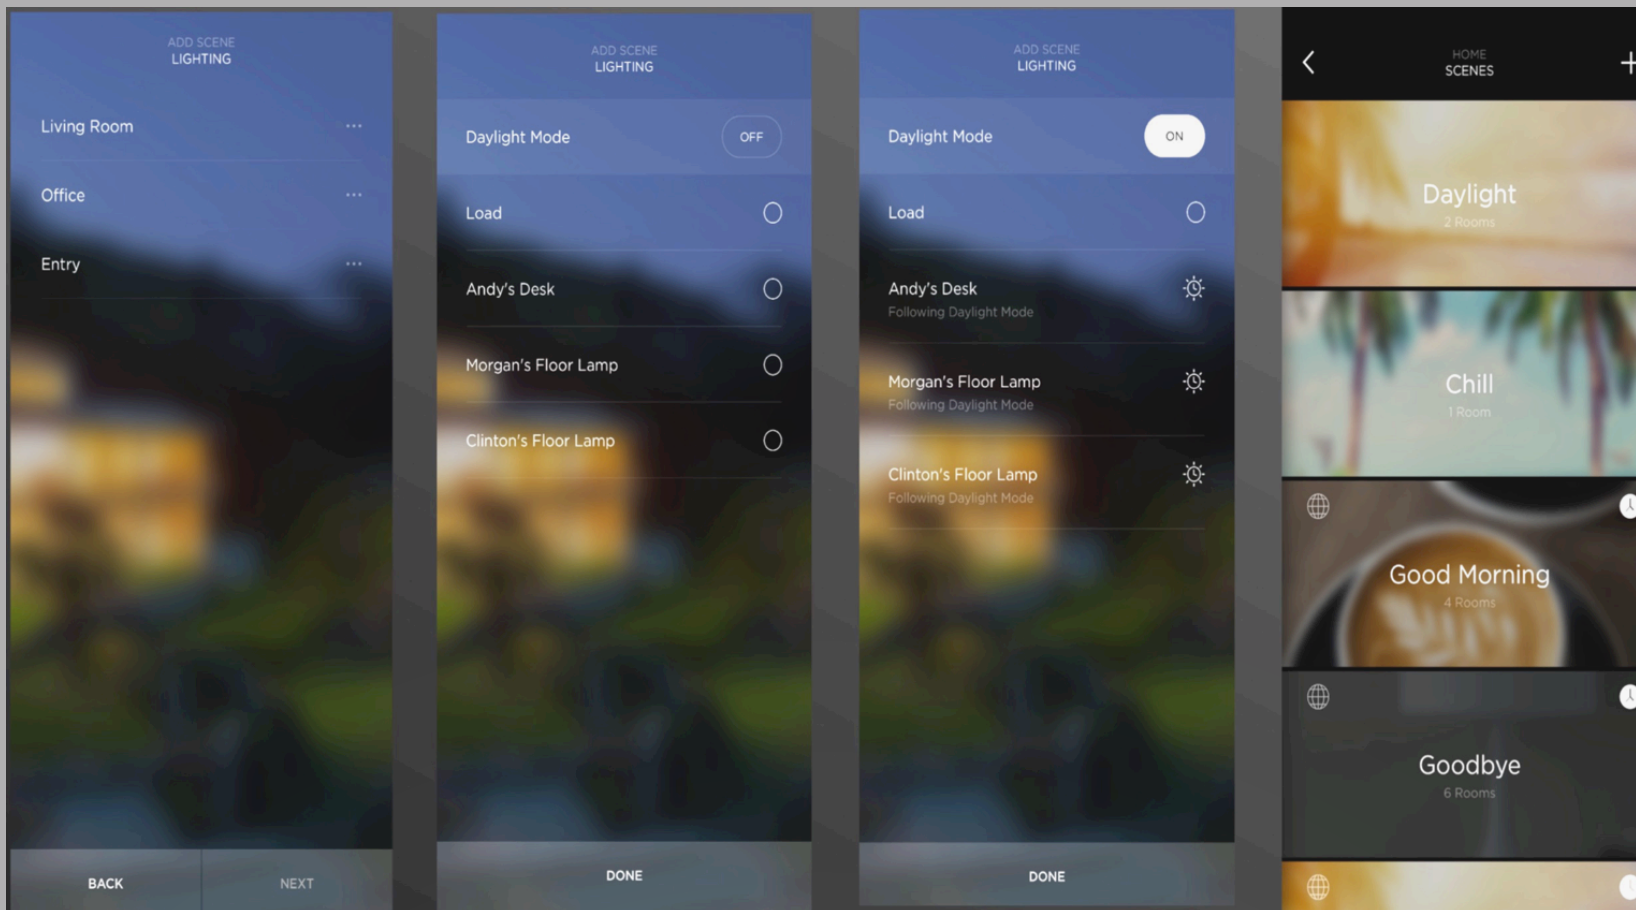 ADD SCENE
LIGHTING
Living Room
Office
Entry
BACK
NEXT
ADD SCENE
LIGHTING
Daylight Mode
OFF
Load
Andy's Desk
Morgan's Floor Lamp
Clinton's Floor Lamp
DONE
ADD SCENE
LIGHTING
Daylight Mode
ON
Load
Andy's Desk
Following Daylight Mode
Morgan's Floor Lamp
Following Daylight Mode
Clinton's Floor Lamp
Following Daylight Mode
DONE
HOME
SCENES
Daylight
2 Rooms
Chill
1 Room
Good Morning
4 Rooms
Goodbye
6 Rooms